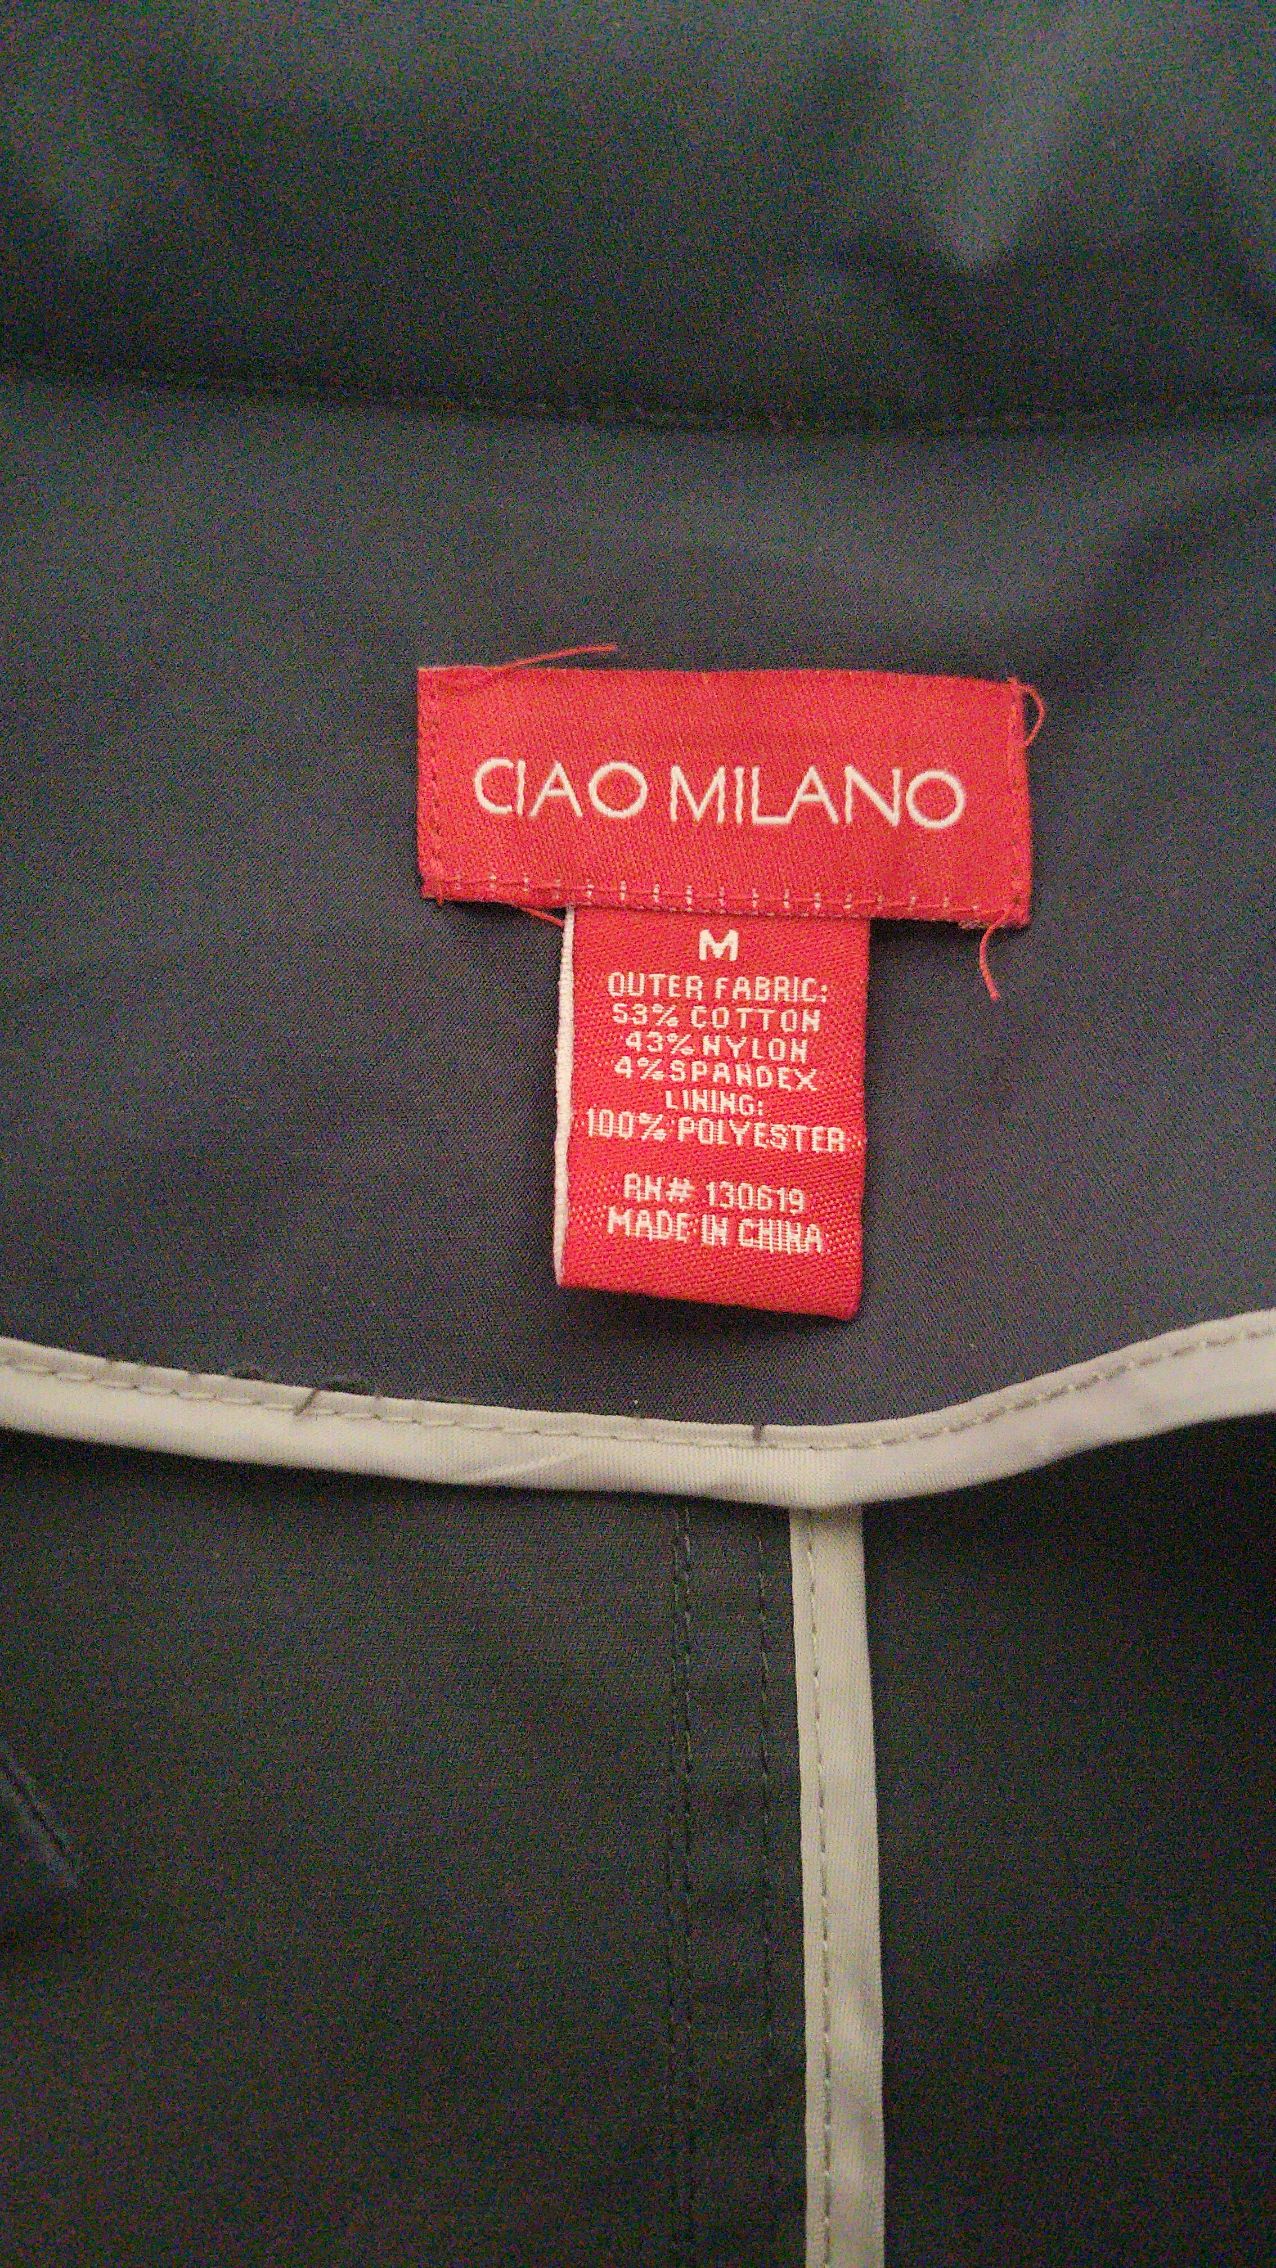 CIAO MILANO
M
OUTER FABRIC:
53% COTTON
43% NYLON
4% SPANDEX
LINING:
100% POLYESTER
RN# 130619
MADE IN CHINA